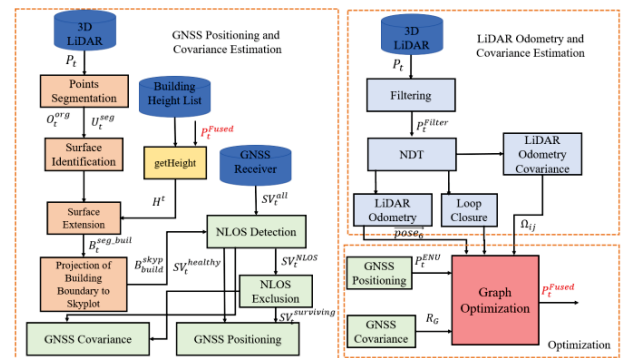 GNSS Positioning and
Covariance Estimation
3D
LiDAR
P_t
Points
Segmentation
O_t^{org}
U_t^{seg}
Surface
Identification
Surface
Extension
B_t^{seg_buil}
Projection of
Building
Boundary to
Skyplot
Building
Height List
P_t^{Fused}
getHeight
H^t
GNSS
Receiver
SV_t^{all}
NLOS Detection
B_{build}^{skyp}
SV_t^{healthy}
SV_t^{NLOS}
NLOS
Exclusion
SV_t^{surviving}
GNSS Covariance
GNSS Positioning
LiDAR Odometry and
Covariance Estimation
3D
LiDAR
P_t
Filtering
P_t^{Filter}
NDT
LiDAR
Odometry
Covariance
LiDAR
Odometry
Loop
Closure
Ω_{ij}
pose_6
GNSS
Positioning
P_t^{ENU}
GNSS
Covariance
R_G
Graph
Optimization
P_t^{Fused}
Optimization